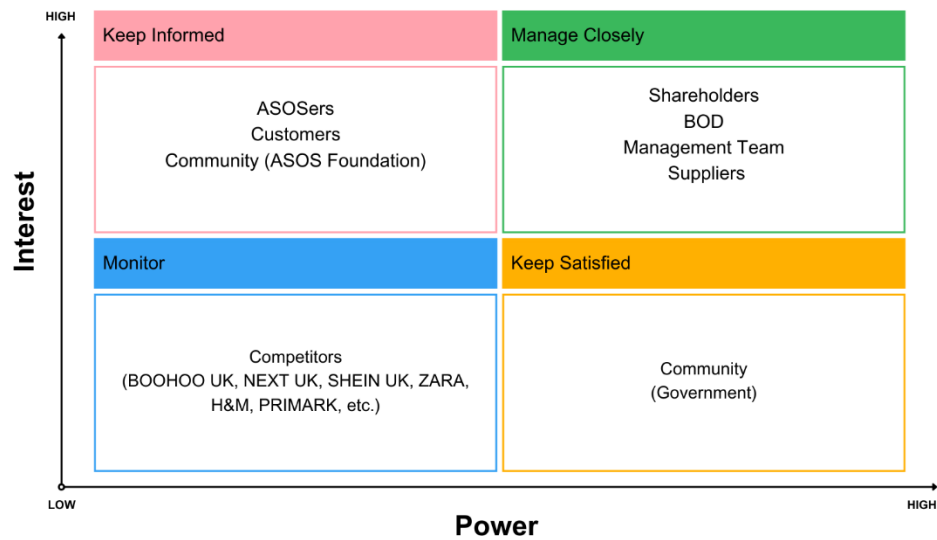 HIGH
Keep Informed
Manage Closely
ASOSers
Customers
Community (ASOS Foundation)
Shareholders
BOD
Management Team
Suppliers
Interest
Monitor
Keep Satisfied
Competitors
(BOOHOO UK, NEXT UK, SHEIN UK, ZARA,
H&M, PRIMARK, etc.)
Community
(Government)
LOW
HIGH
Power